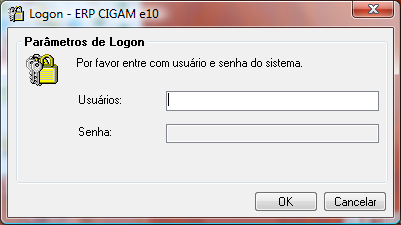 Logon - ERP CIGAM e10
Parâmetros de Logon
Por favor entre com usuário e senha do sistema.
Usuários:
Senha:
OK Cancelar